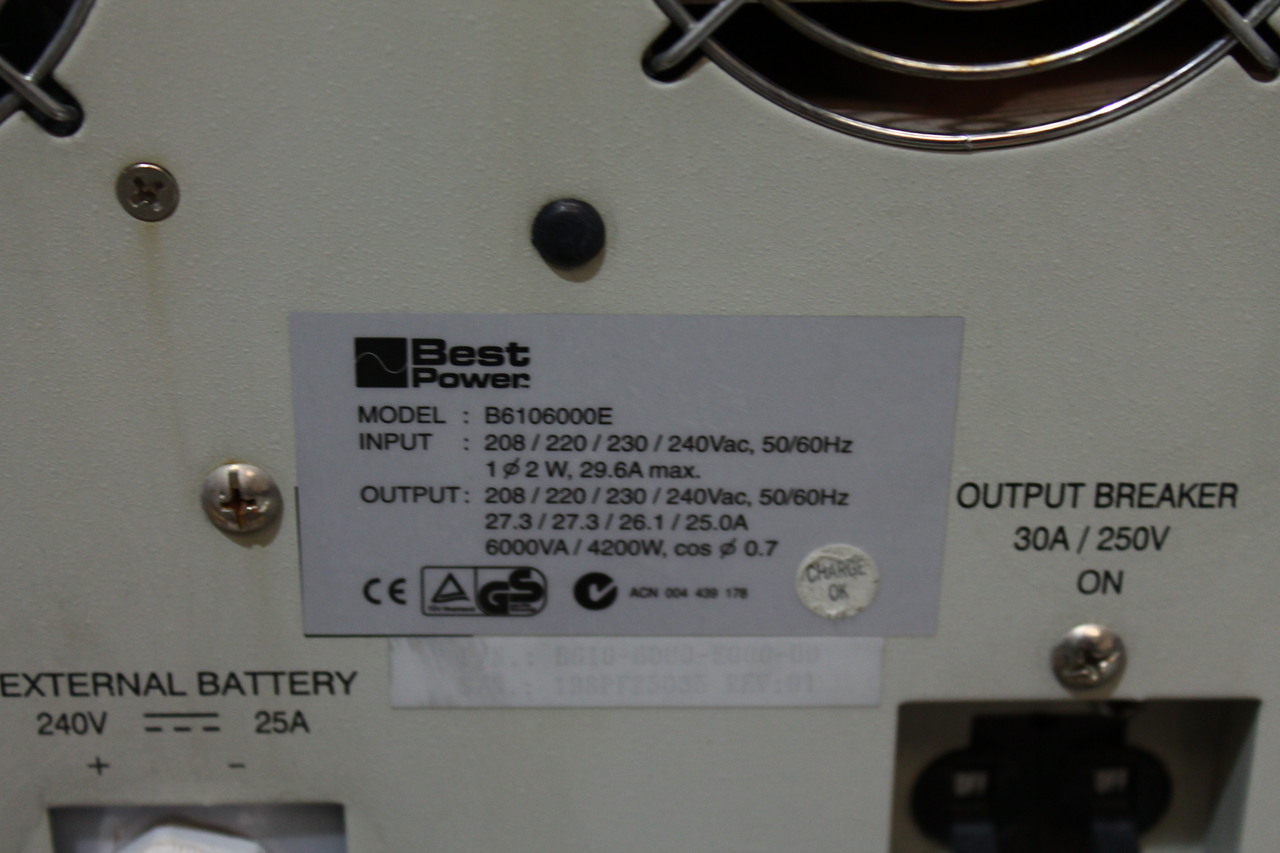 Best
Power
MODEL : B6106000E
INPUT : 208 / 220 / 230 / 240Vac, 50/60Hz
1 ⌀ 2 W, 29.6A max.
OUTPUT : 208 / 220 / 230 / 240Vac, 50/60Hz
27.3 / 27.3 / 26.1 / 25.0A
6000VA / 4200W, cos ⌀ 0.7
CE GS ACN 004 439 178
CHARGE
OK
OUTPUT BREAKER
30A / 250V
ON
EXTERNAL BATTERY
240V 25A
+ −